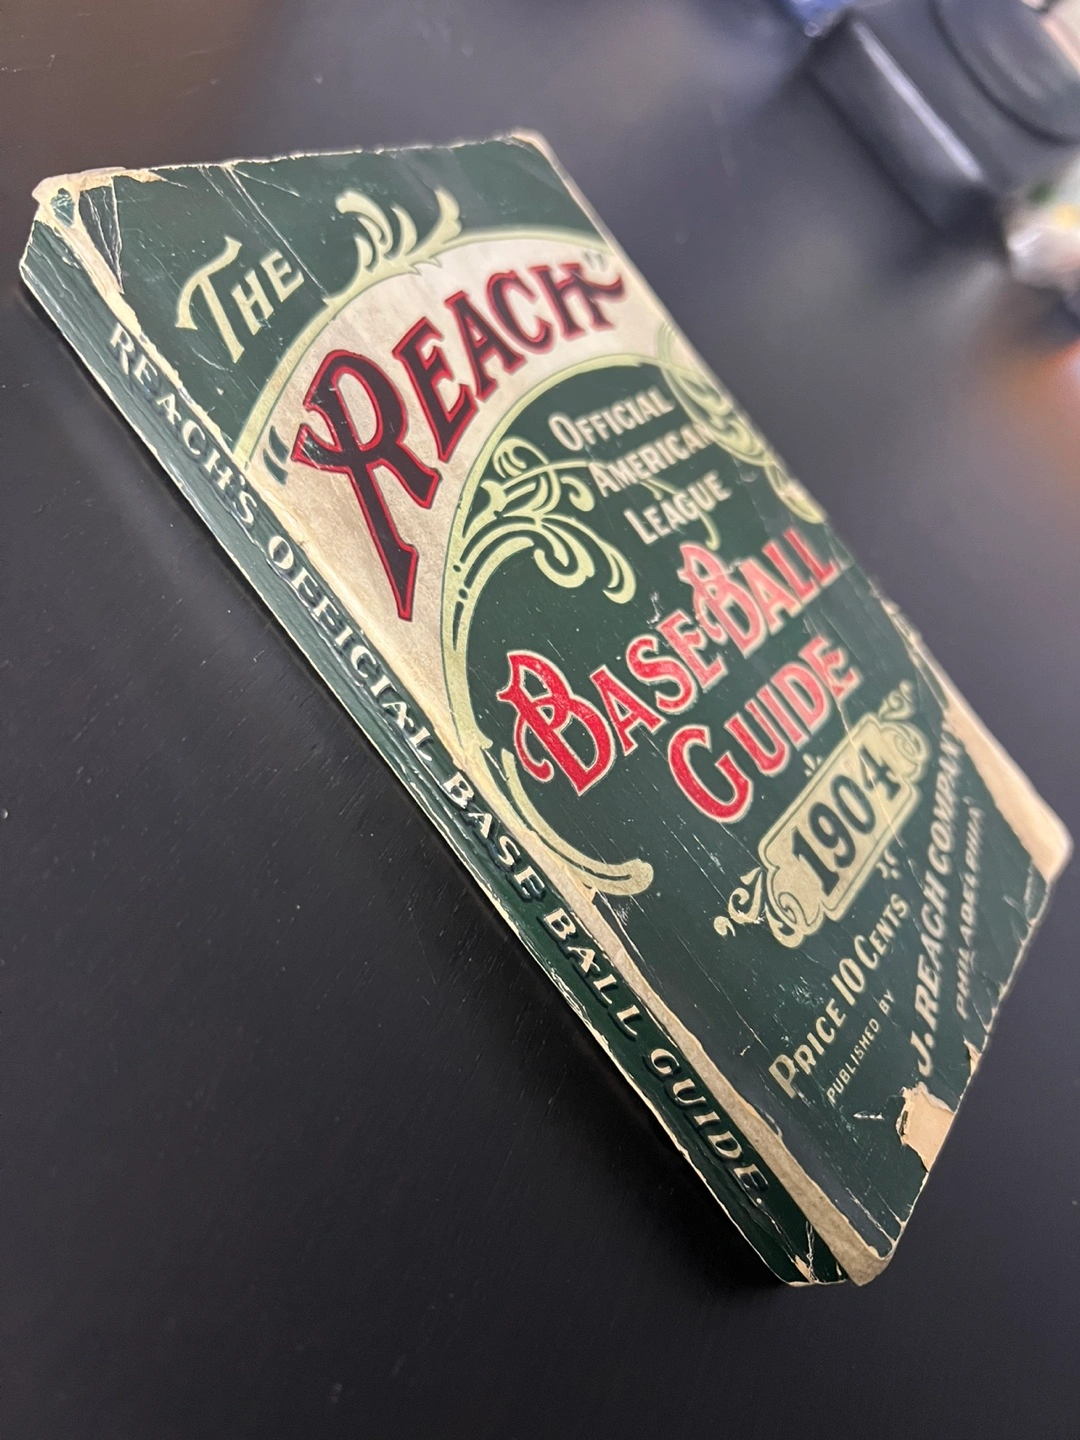 THE
"REACH"
OFFICIAL
AMERICAN
LEAGUE
BASE BALL
GUIDE
1904
PRICE 10 CENTS
PUBLISHED BY
J. REACH COMPANY
PHILADELPHIA
REACH'S OFFICIAL BASE BALL GUIDE.